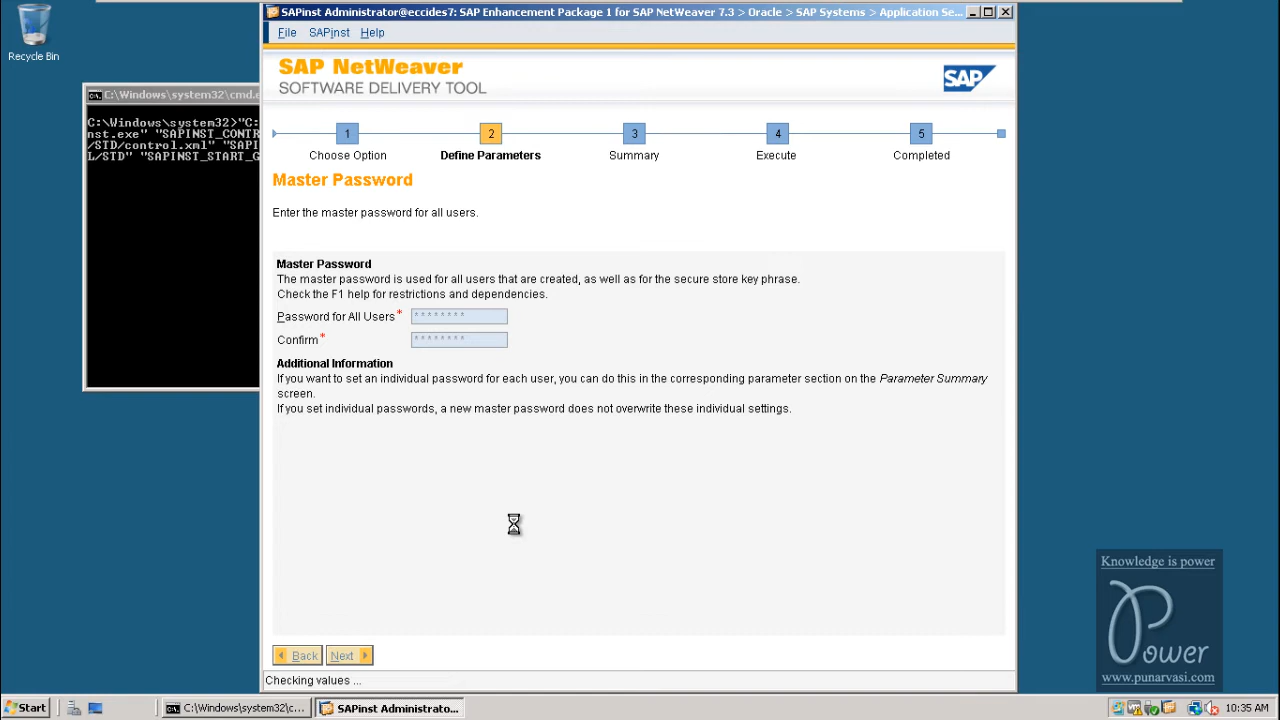 SAPinst Administrator@eccides7: SAP Enhancement Package 1 for SAP NetWeaver 7.3 > Oracle > SAP Systems > Application Se...
Recycle Bin
File SAPinst Help
SAP NetWeaver
SOFTWARE DELIVERY TOOL
SAP
C:\Windows\system32\cmd.e
C:\Windows\system32>"C:
nst.exe" "SAPINST_CONTR
/STD/control.xml" "SAPI
L/STD" "SAPINST_START_G
1 2 3 4 5
Choose Option Define Parameters Summary Execute Completed
Master Password
Enter the master password for all users.
Master Password
The master password is used for all users that are created, as well as for the secure store key phrase.
Check the F1 help for restrictions and dependencies.
Password for All Users* ********
Confirm* ********
Additional Information
If you want to set an individual password for each user, you can do this in the corresponding parameter section on the Parameter Summary
screen.
If you set individual passwords, a new master password does not overwrite these individual settings.
Knowledge is power
Power
www.punarvasi.com
Back Next
Checking values ...
Start C:\Windows\system32\c... SAPinst Administrato... 10:35 AM